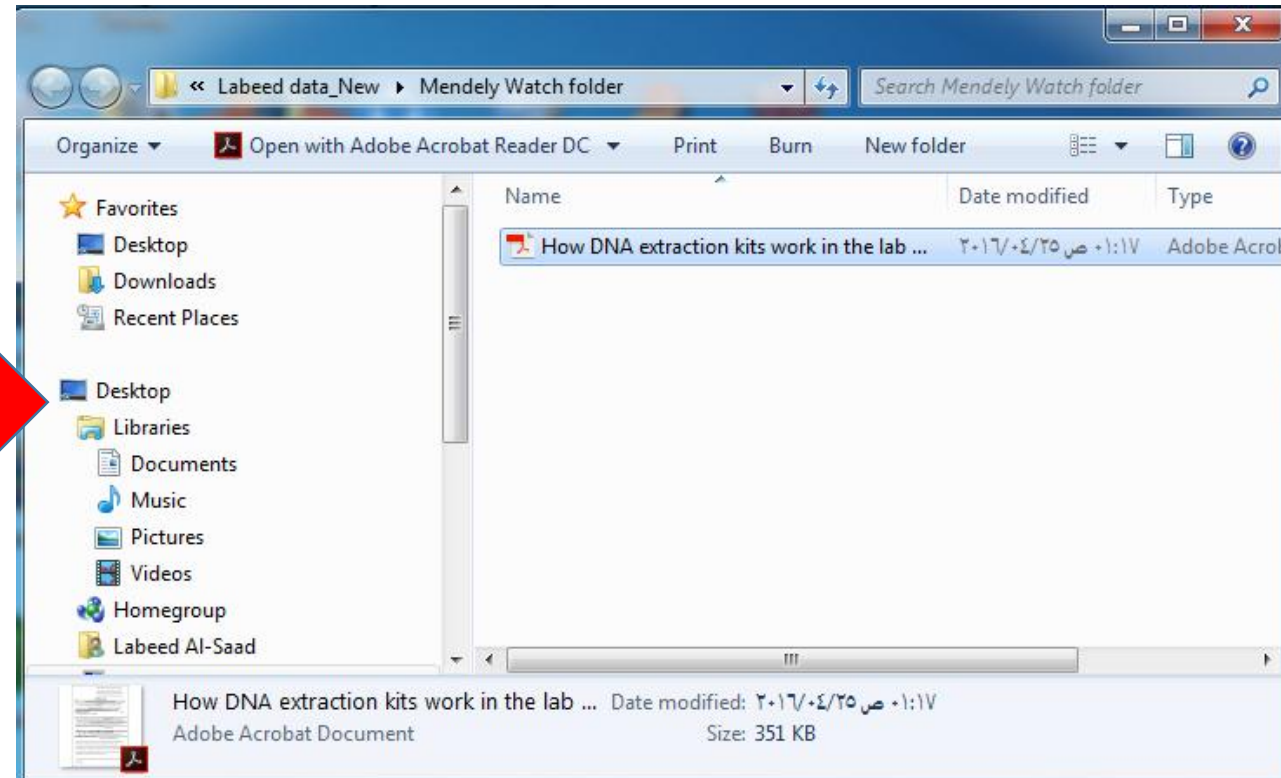 « Labeed data_New ▸ Mendely Watch folder
Search Mendely Watch folder
Organize
Open with Adobe Acrobat Reader DC
Print
Burn
New folder
Name
Date modified
Type
How DNA extraction kits work in the lab ...
٢٠١٦/٠٤/٢٥ ص ٠١:١٧
Adobe Acrol
Favorites
Desktop
Downloads
Recent Places
Desktop
Libraries
Documents
Music
Pictures
Videos
Homegroup
Labeed Al-Saad
How DNA extraction kits work in the lab ... Date modified: ٢٠١٦/٠٤/٢٥ ص ٠١:١٧
Adobe Acrobat Document Size: 351 KB